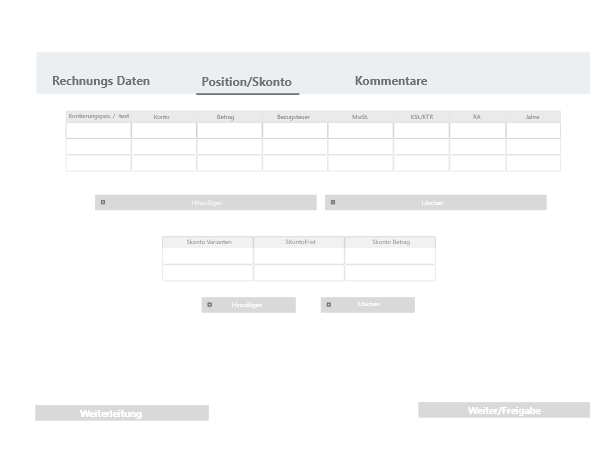 Rechnungs Daten Position/Skonto Kommentare
Kontierungspos. / -text Konto Betrag Bezugsteuer MwSt. KSt./KTR RA Jahre
Hinzufügen Löschen
Skonto Varianten SKontoFrist Skonto Betrag
Hinzufügen Löschen
Weiterleitung Weiter/Freigabe